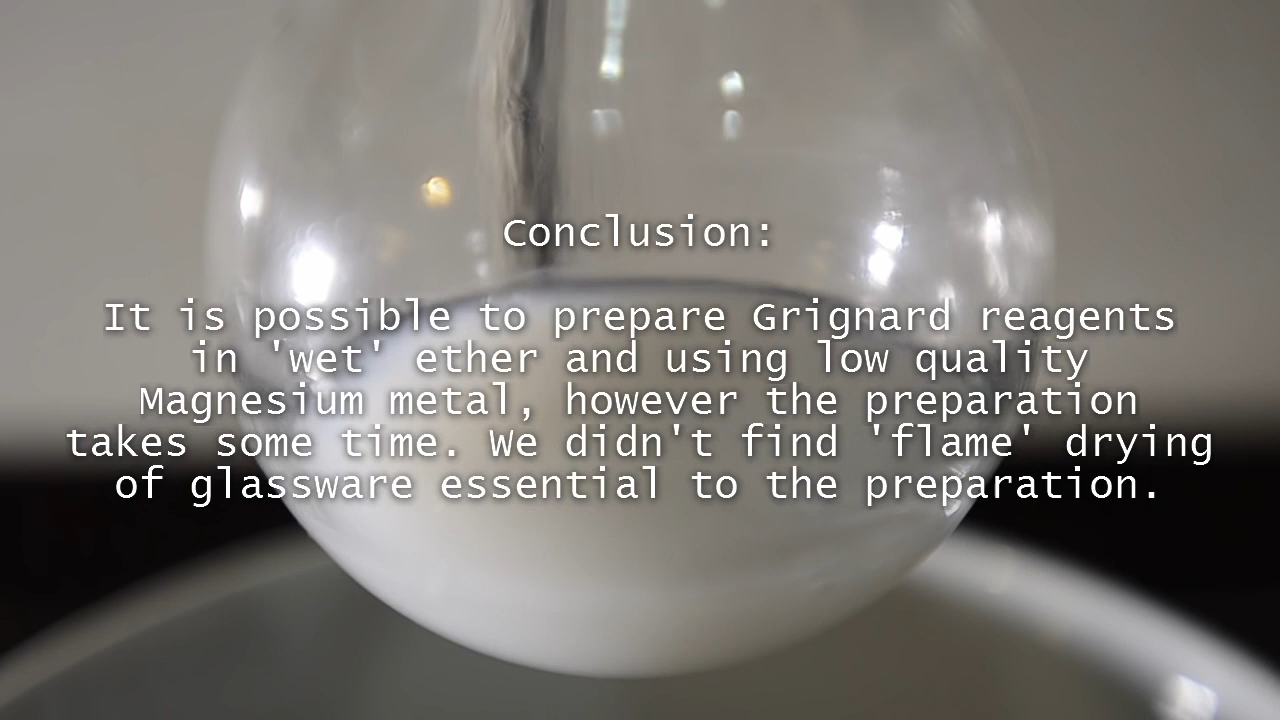 Conclusion:
It is possible to prepare Grignard reagents
in 'wet' ether and using low quality
Magnesium metal, however the preparation
takes some time. We didn't find 'flame' drying
of glassware essential to the preparation.